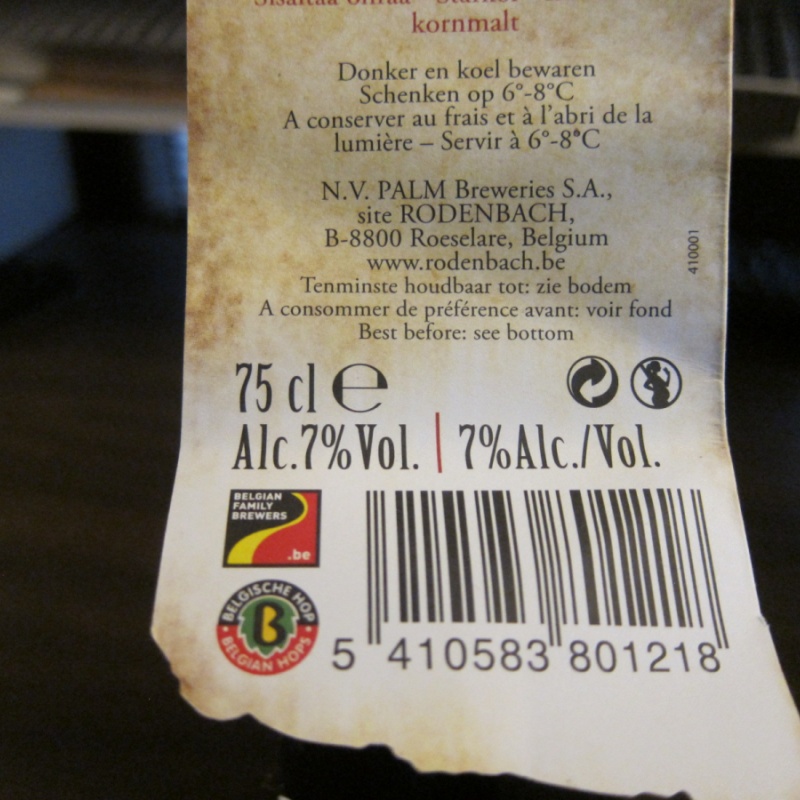 Sisältää ohraa
kornmalt
Donker en koel bewaren
Schenken op 6°-8°C
A conserver au frais et à l'abri de la
lumière – Servir à 6°-8°C
N.V. PALM Breweries S.A.,
site RODENBACH,
B-8800 Roeselare, Belgium
www.rodenbach.be
410001
Tenminste houdbaar tot: zie bodem
A consommer de préférence avant: voir fond
Best before: see bottom
75 cl e
Alc.7%Vol. | 7%Alc./Vol.
BELGIAN
FAMILY
BREWERS
.be
BELGISCHE HOP
B
BELGIAN HOPS
5 410583 801218